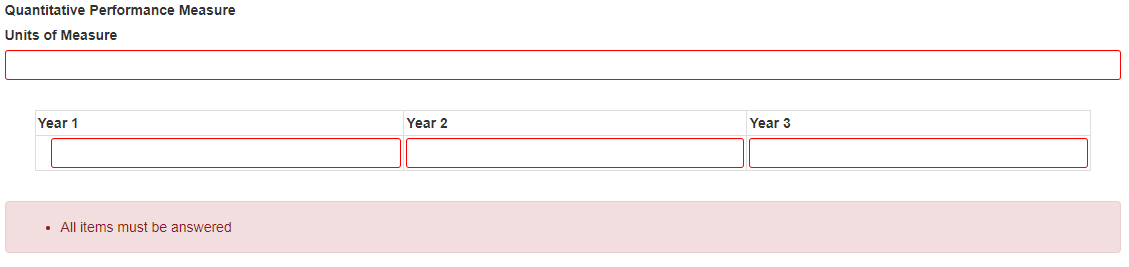 Quantitative Performance Measure
Units of Measure
Year 1 Year 2 Year 3
All items must be answered